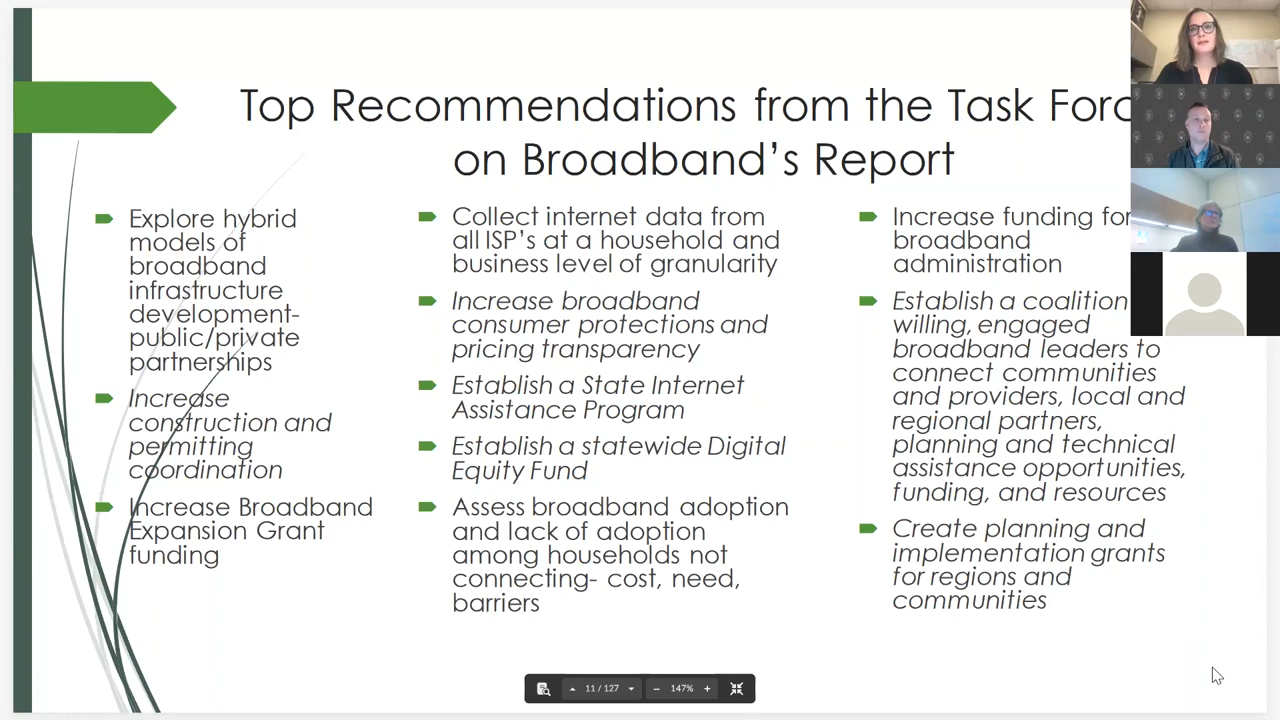 Top Recommendations from the Task
on Broadband's Report
Explore hybrid
models of
broadband
infrastructure
development-
public/private
partnerships
Increase
construction and
permitting
coordination
Increase Broadband
Expansion Grant
funding
Collect internet data from
all ISP's at a household and
business level of granularity
Increase broadband
consumer protections and
pricing transparency
Establish a State Internet
Assistance Program
Establish a statewide Digital
Equity Fund
Assess broadband adoption
and lack of adoption
among households not
connecting- cost, need,
barriers
Increase funding for
broadband
administration
Establish a coalition
willing, engaged
broadband leaders to
connect communities
and providers, local and
regional partners,
planning and technical
assistance opportunities,
funding, and resources
Create planning and
implementation grants
for regions and
communities
11 / 127
147%